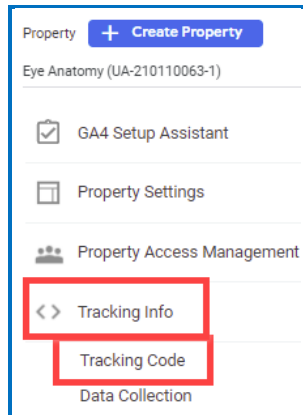 Property + Create Property
Eye Anatomy (UA-210110063-1)
GA4 Setup Assistant
Property Settings
Property Access Management
<> Tracking Info
Tracking Code
Data Collection